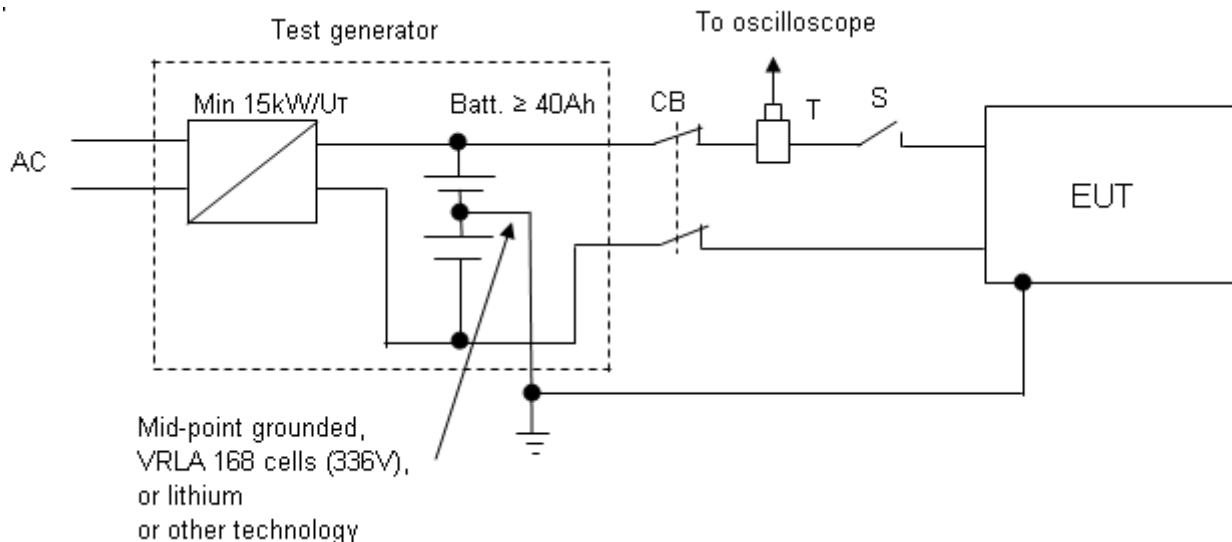 Test generator
To oscilloscope
Min 15kW/UT
Batt. ≥ 40Ah
CB
T
S
AC
EUT
Mid-point grounded,
VRLA 168 cells (336V),
or lithium
or other technology